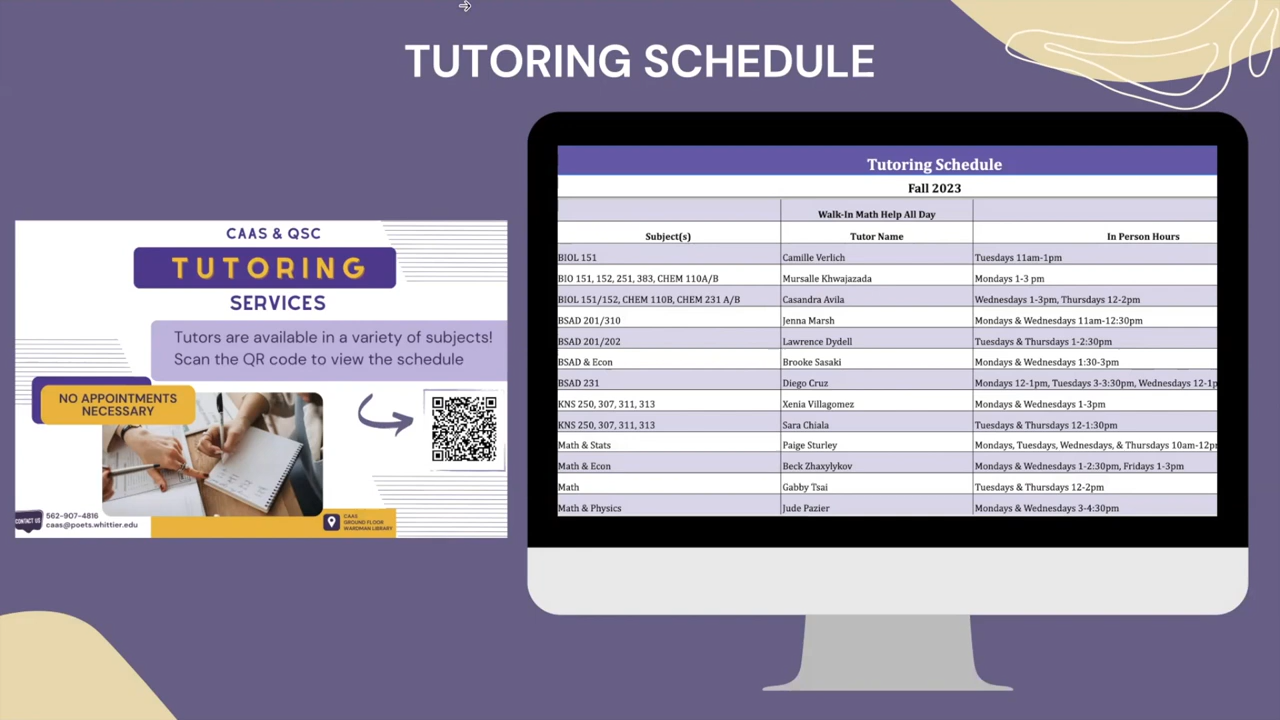 TUTORING SCHEDULE
CAAS & QSC
TUTORING
SERVICES
Tutors are available in a variety of subjects!
Scan the QR code to view the schedule
NO APPOINTMENTS
NECESSARY
CONTACT US
562-907-4816
caas@poets.whittier.edu
CAAS
GROUND FLOOR
WARDMAN LIBRARY
Tutoring Schedule
Fall 2023
Walk-In Math Help All Day
Subject(s) Tutor Name In Person Hours
BIOL 151 Camille Verlich Tuesdays 11am-1pm
BIO 151, 152, 251, 383, CHEM 110A/B Mursalle Khwajazada Mondays 1-3 pm
BIOL 151/152, CHEM 110B, CHEM 231 A/B Casandra Avila Wednesdays 1-3pm, Thursdays 12-2pm
BSAD 201/310 Jenna Marsh Mondays & Wednesdays 11am-12:30pm
BSAD 201/202 Lawrence Dydell Tuesdays & Thursdays 1-2:30pm
BSAD & Econ Brooke Sasaki Mondays & Wednesdays 1:30-3pm
BSAD 231 Diego Cruz Mondays 12-1pm, Tuesdays 3-3:30pm, Wednesdays 12-1p
KNS 250, 307, 311, 313 Xenia Villagomez Mondays & Wednesdays 1-3pm
KNS 250, 307, 311, 313 Sara Chiala Tuesdays & Thursdays 12-1:30pm
Math & Stats Paige Sturley Mondays, Tuesdays, Wednesdays, & Thursdays 10am-12p
Math & Econ Beck Zhaxylykov Mondays & Wednesdays 1-2:30pm, Fridays 1-3pm
Math Gabby Tsai Tuesdays & Thursdays 12-2pm
Math & Physics Jude Pazier Mondays & Wednesdays 3-4:30pm